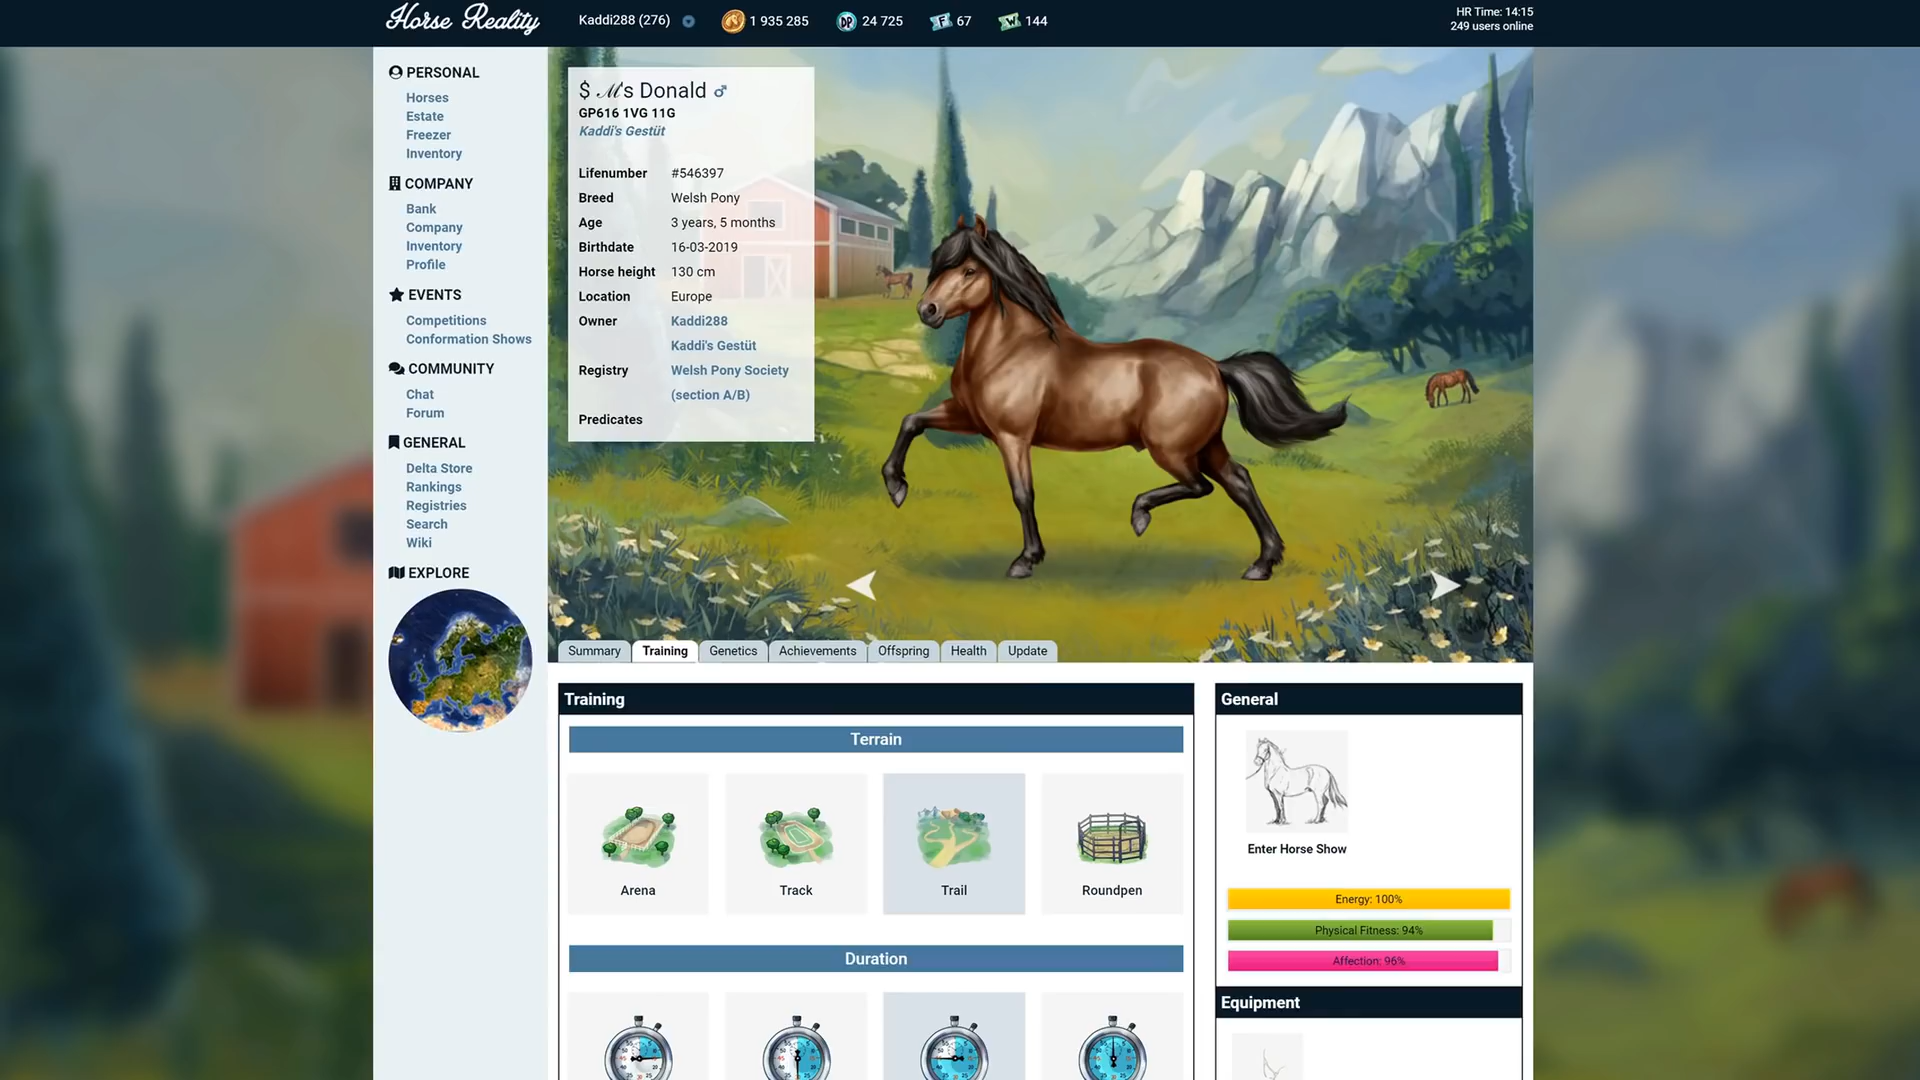 Horse Reality
Kaddi288 (276)
1 935 285
DP
24 725
F
67
W
144
HR Time: 14:15
249 users online
PERSONAL
Horses
Estate
Freezer
Inventory
COMPANY
Bank
Company
Inventory
Profile
EVENTS
Competitions
Conformation Shows
COMMUNITY
Chat
Forum
GENERAL
Delta Store
Rankings
Registries
Search
Wiki
EXPLORE
$ ℳ's Donald ♂
GP616 1VG 11G
Kaddi's Gestüt
Lifenumber #546397
Breed Welsh Pony
Age 3 years, 5 months
Birthdate 16-03-2019
Horse height 130 cm
Location Europe
Owner Kaddi288
Kaddi's Gestüt
Registry Welsh Pony Society
(section A/B)
Predicates
Summary
Training
Genetics
Achievements
Offspring
Health
Update
Training
Terrain
Arena
Track
Trail
Roundpen
Duration
General
Enter Horse Show
Energy: 100%
Physical Fitness: 94%
Affection: 96%
Equipment